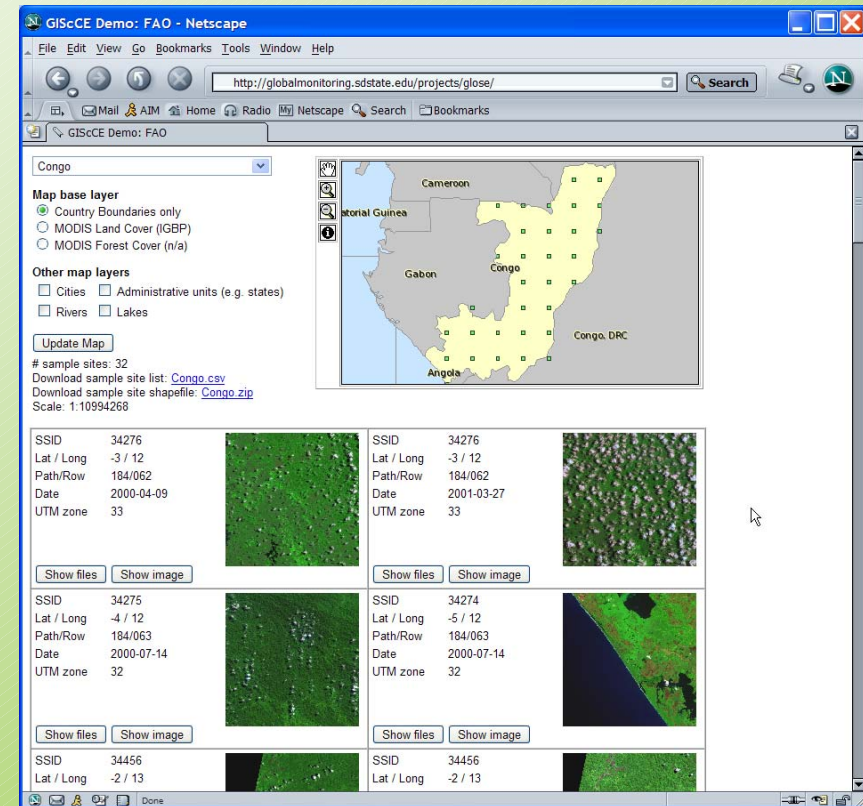 GIScCE Demo: FAO - Netscape
File Edit View Go Bookmarks Tools Window Help
http://globalmonitoring.sdstate.edu/projects/glose/ Search
Mail AIM Home Radio My Netscape Search Bookmarks
GIScCE Demo: FAO
Congo
Map base layer
Country Boundaries only
MODIS Land Cover (IGBP)
MODIS Forest Cover (n/a)
Other map layers
Cities Administrative units (e.g. states)
Rivers Lakes
Update Map
# sample sites: 32
Download sample site list: Congo.csv
Download sample site shapefile: Congo.zip
Scale: 1:10994268
Cameroon
atorial Guinea
Gabon
Congo
Congo, DRC
Angola
SSID 34276
Lat / Long -3 / 12
Path/Row 184/062
Date 2000-04-09
UTM zone 33
Show files Show image
SSID 34276
Lat / Long -3 / 12
Path/Row 184/062
Date 2001-03-27
UTM zone 33
Show files Show image
SSID 34275
Lat / Long -4 / 12
Path/Row 184/063
Date 2000-07-14
UTM zone 32
Show files Show image
SSID 34274
Lat / Long -5 / 12
Path/Row 184/063
Date 2000-07-14
UTM zone 32
Show files Show image
SSID 34456
Lat / Long -2 / 13
SSID 34456
Lat / Long -2 / 13
Done